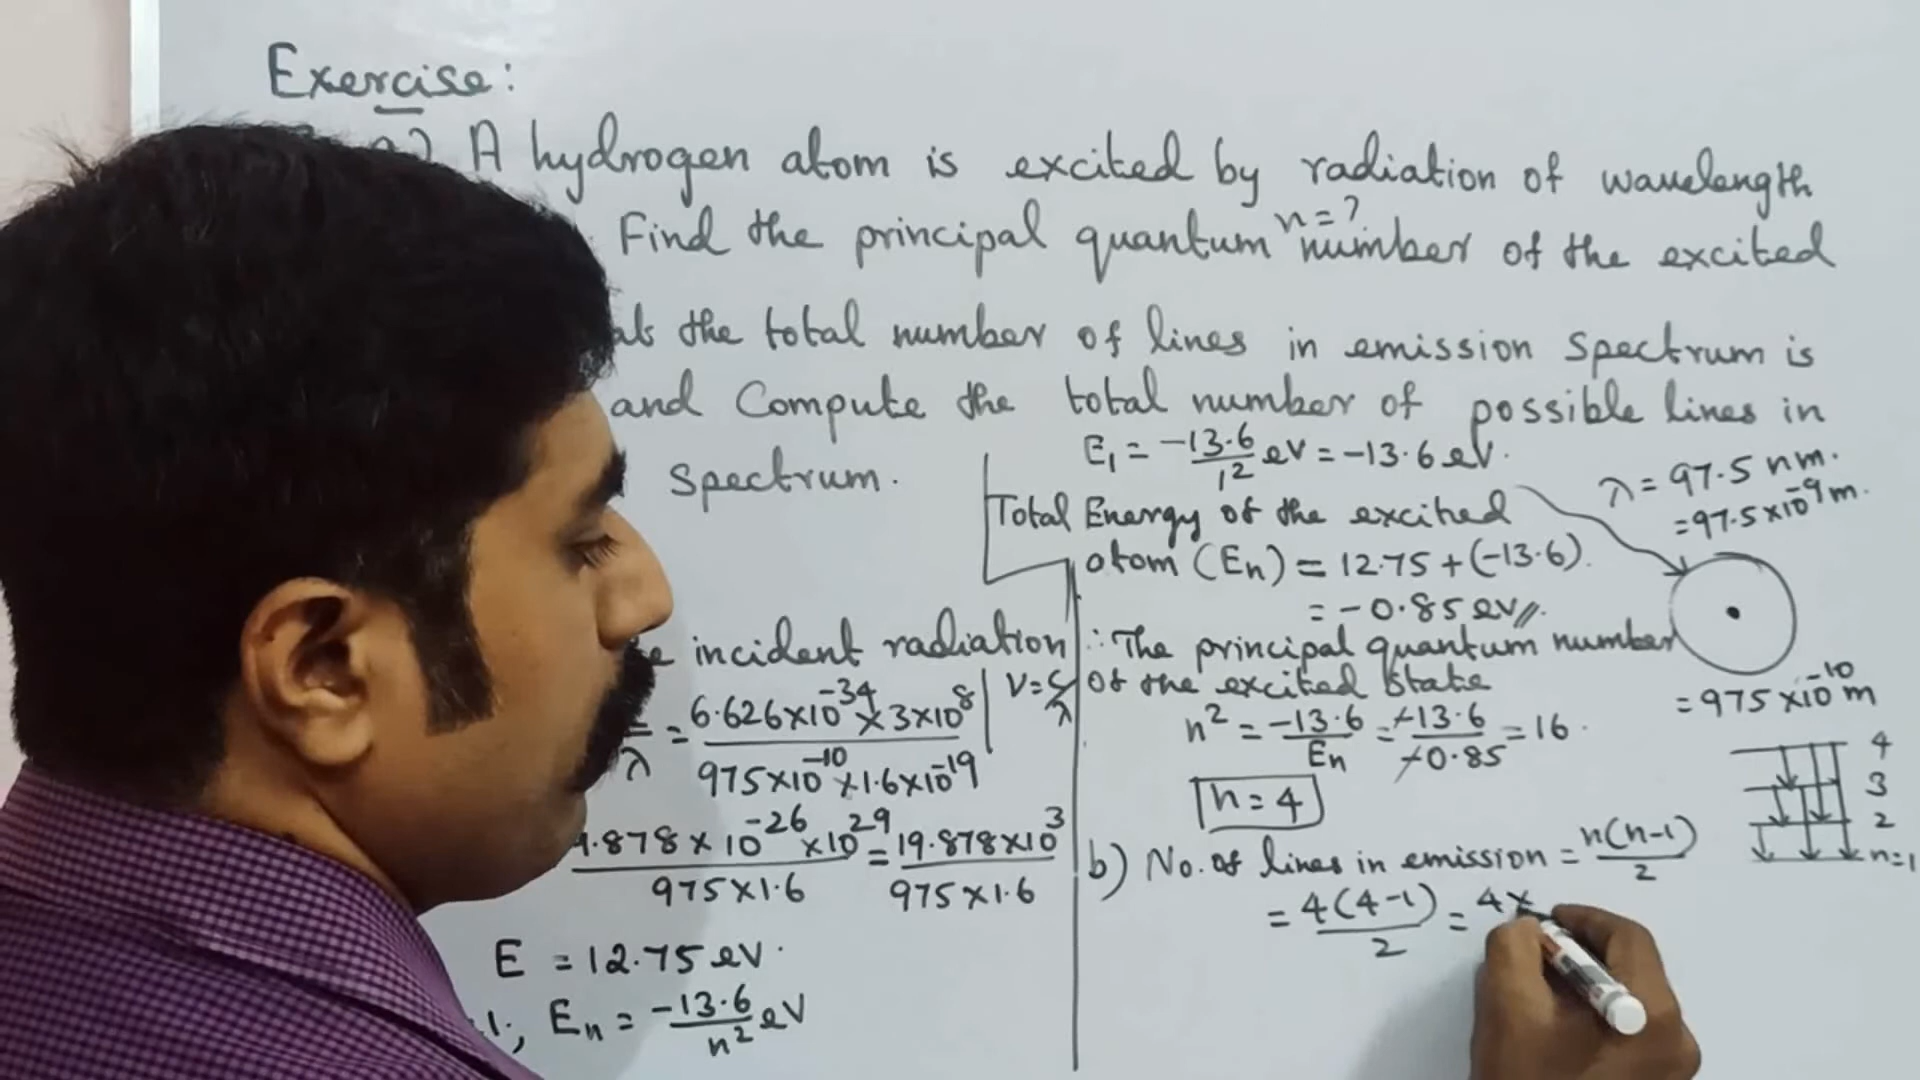 Exercise:
a) A hydrogen atom is excited by radiation of wavelength
Find the principal quantum number of the excited
n=?
the total number of lines in emission spectrum is
and Compute the total number of possible lines in
spectrum.
E₁ = -13.6/1² eV = -13.6 eV.
λ = 97.5 nm.
= 97.5×10⁻⁹ m.
Total Energy of the excited
atom (Eₙ) = 12.75 + (-13.6)
= -0.85 eV//.
incident radiation
/λ = 6.626×10⁻³⁴ × 3×10⁸ / 975×10⁻¹⁰ × 1.6×10⁻¹⁹
ν = c/λ
.878 × 10⁻²⁶ × 10²⁹ / 975×1.6 = 19.878×10³ / 975×1.6
E = 12.75 eV.
Eₙ = -13.6/n² eV
∴ The principal quantum number
of the excited state
n² = -13.6/Eₙ = -13.6/-0.85 = 16.
n = 4
b) No. of lines in emission = n(n-1)/2
= 4(4-1)/2 = 4×
= 975×10⁻¹⁰ m
4
3
2
n=1